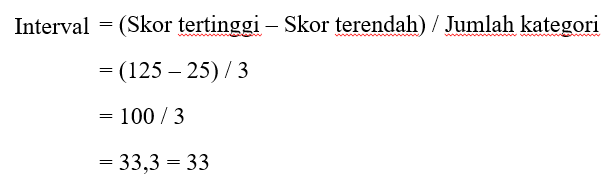 Interval = (Skor tertinggi – Skor terendah) / Jumlah kategori
= (125 – 25) / 3
= 100 / 3
= 33,3 = 33